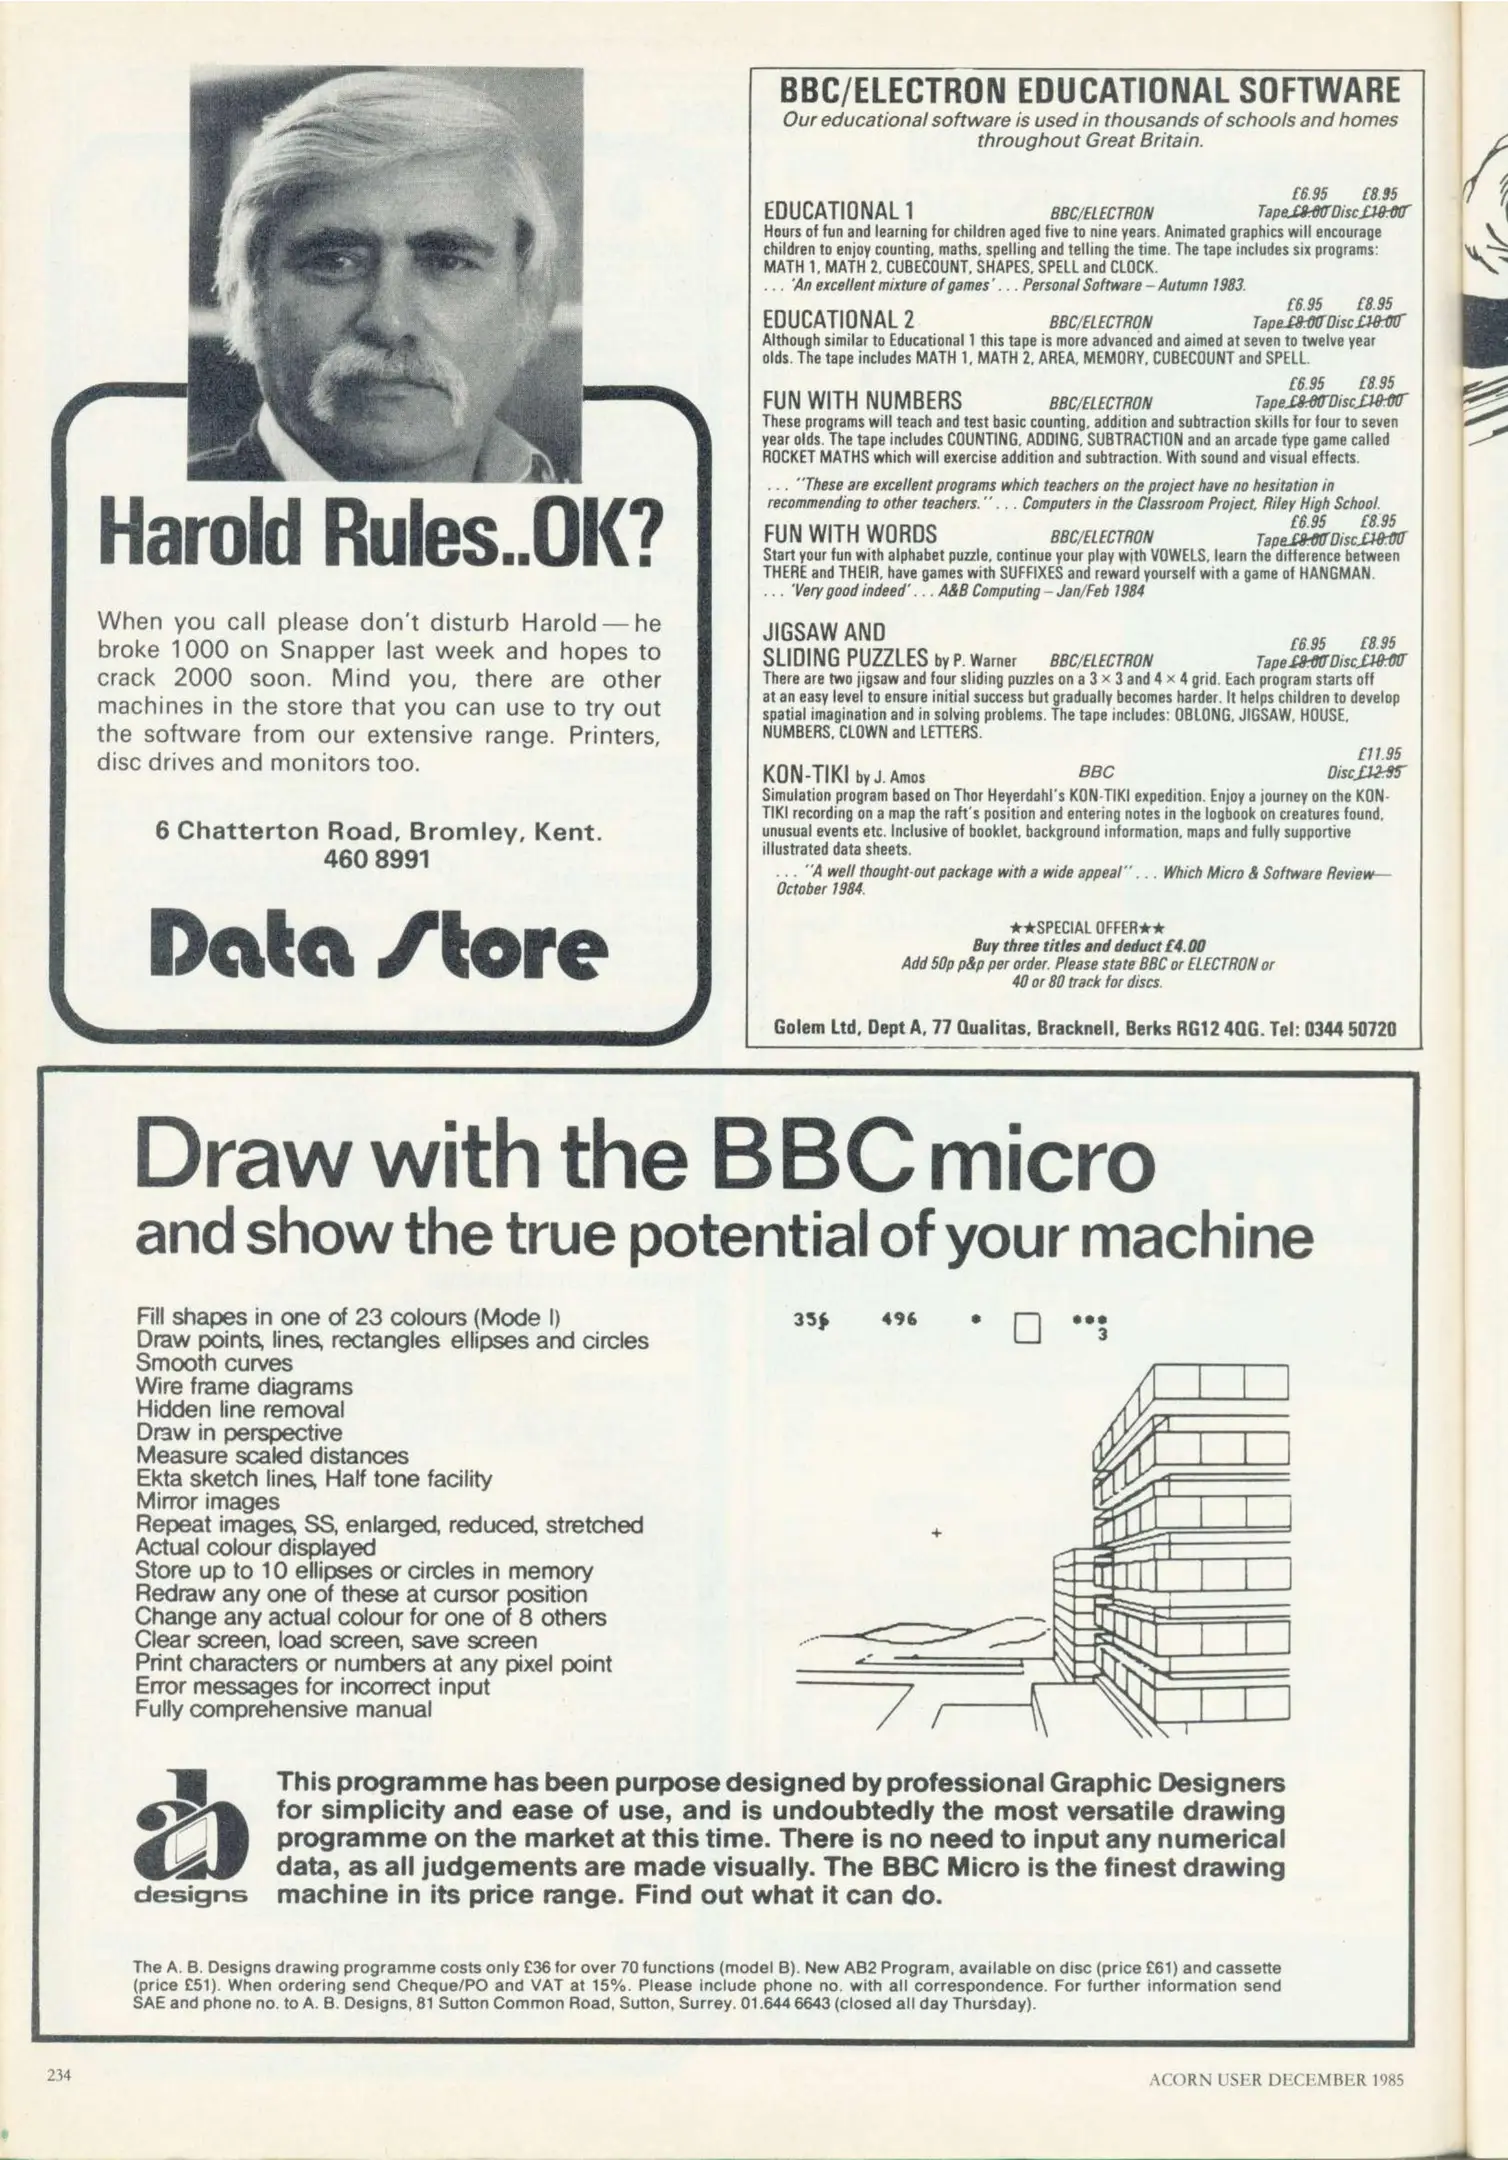 Harold Rules..OK?
When you call please don't disturb Harold — he
broke 1000 on Snapper last week and hopes to
crack 2000 soon. Mind you, there are other
machines in the store that you can use to try out
the software from our extensive range. Printers,
disc drives and monitors too.
6 Chatterton Road, Bromley, Kent.
460 8991
Data Store
BBC/ELECTRON EDUCATIONAL SOFTWARE
Our educational software is used in thousands of schools and homes
throughout Great Britain.
£6.95 £8.95
EDUCATIONAL 1 BBC/ELECTRON Tape £8.00 Disc £10.00
Hours of fun and learning for children aged five to nine years. Animated graphics will encourage
children to enjoy counting, maths, spelling and telling the time. The tape includes six programs:
MATH 1, MATH 2, CUBECOUNT, SHAPES, SPELL and CLOCK.
. . . 'An excellent mixture of games' . . . Personal Software – Autumn 1983.
£6.95 £8.95
EDUCATIONAL 2 BBC/ELECTRON Tape £8.00 Disc £10.00
Although similar to Educational 1 this tape is more advanced and aimed at seven to twelve year
olds. The tape includes MATH 1, MATH 2, AREA, MEMORY, CUBECOUNT and SPELL.
£6.95 £8.95
FUN WITH NUMBERS BBC/ELECTRON Tape £8.00 Disc £10.00
These programs will teach and test basic counting, addition and subtraction skills for four to seven
year olds. The tape includes COUNTING, ADDING, SUBTRACTION and an arcade type game called
ROCKET MATHS which will exercise addition and subtraction. With sound and visual effects.
. . . "These are excellent programs which teachers on the project have no hesitation in
recommending to other teachers." . . . Computers in the Classroom Project, Riley High School.
£6.95 £8.95
FUN WITH WORDS BBC/ELECTRON Tape £8.00 Disc £10.00
Start your fun with alphabet puzzle, continue your play with VOWELS, learn the difference between
THERE and THEIR, have games with SUFFIXES and reward yourself with a game of HANGMAN.
. . . 'Very good indeed' . . . A&B Computing – Jan/Feb 1984
JIGSAW AND
£6.95 £8.95
SLIDING PUZZLES by P. Warner BBC/ELECTRON Tape £8.00 Disc £10.00
There are two jigsaw and four sliding puzzles on a 3 × 3 and 4 × 4 grid. Each program starts off
at an easy level to ensure initial success but gradually becomes harder. It helps children to develop
spatial imagination and in solving problems. The tape includes: OBLONG, JIGSAW, HOUSE,
NUMBERS, CLOWN and LETTERS.
£11.95
KON-TIKI by J. Amos BBC Disc £12.95
Simulation program based on Thor Heyerdahl's KON-TIKI expedition. Enjoy a journey on the KON-
TIKI recording on a map the raft's position and entering notes in the logbook on creatures found,
unusual events etc. Inclusive of booklet, background information, maps and fully supportive
illustrated data sheets.
. . . "A well thought-out package with a wide appeal" . . . Which Micro & Software Review—
October 1984.
★★SPECIAL OFFER★★
Buy three titles and deduct £4.00
Add 50p p&p per order. Please state BBC or ELECTRON or
40 or 80 track for discs.
Golem Ltd, Dept A, 77 Qualitas, Bracknell, Berks RG12 4QG. Tel: 0344 50720
Draw with the BBC micro
and show the true potential of your machine
Fill shapes in one of 23 colours (Mode I)
Draw points, lines, rectangles ellipses and circles
Smooth curves
Wire frame diagrams
Hidden line removal
Draw in perspective
Measure scaled distances
Ekta sketch lines, Half tone facility
Mirror images
Repeat images, SS, enlarged, reduced, stretched
Actual colour displayed
Store up to 10 ellipses or circles in memory
Redraw any one of these at cursor position
Change any actual colour for one of 8 others
Clear screen, load screen, save screen
Print characters or numbers at any pixel point
Error messages for incorrect input
Fully comprehensive manual
496
3
ab
designs
This programme has been purpose designed by professional Graphic Designers
for simplicity and ease of use, and is undoubtedly the most versatile drawing
programme on the market at this time. There is no need to input any numerical
data, as all judgements are made visually. The BBC Micro is the finest drawing
machine in its price range. Find out what it can do.
The A. B. Designs drawing programme costs only £36 for over 70 functions (model B). New AB2 Program, available on disc (price £61) and cassette
(price £51). When ordering send Cheque/PO and VAT at 15%. Please include phone no. with all correspondence. For further information send
SAE and phone no. to A. B. Designs, 81 Sutton Common Road, Sutton, Surrey. 01.644 6643 (closed all day Thursday).
234
ACORN USER DECEMBER 1985